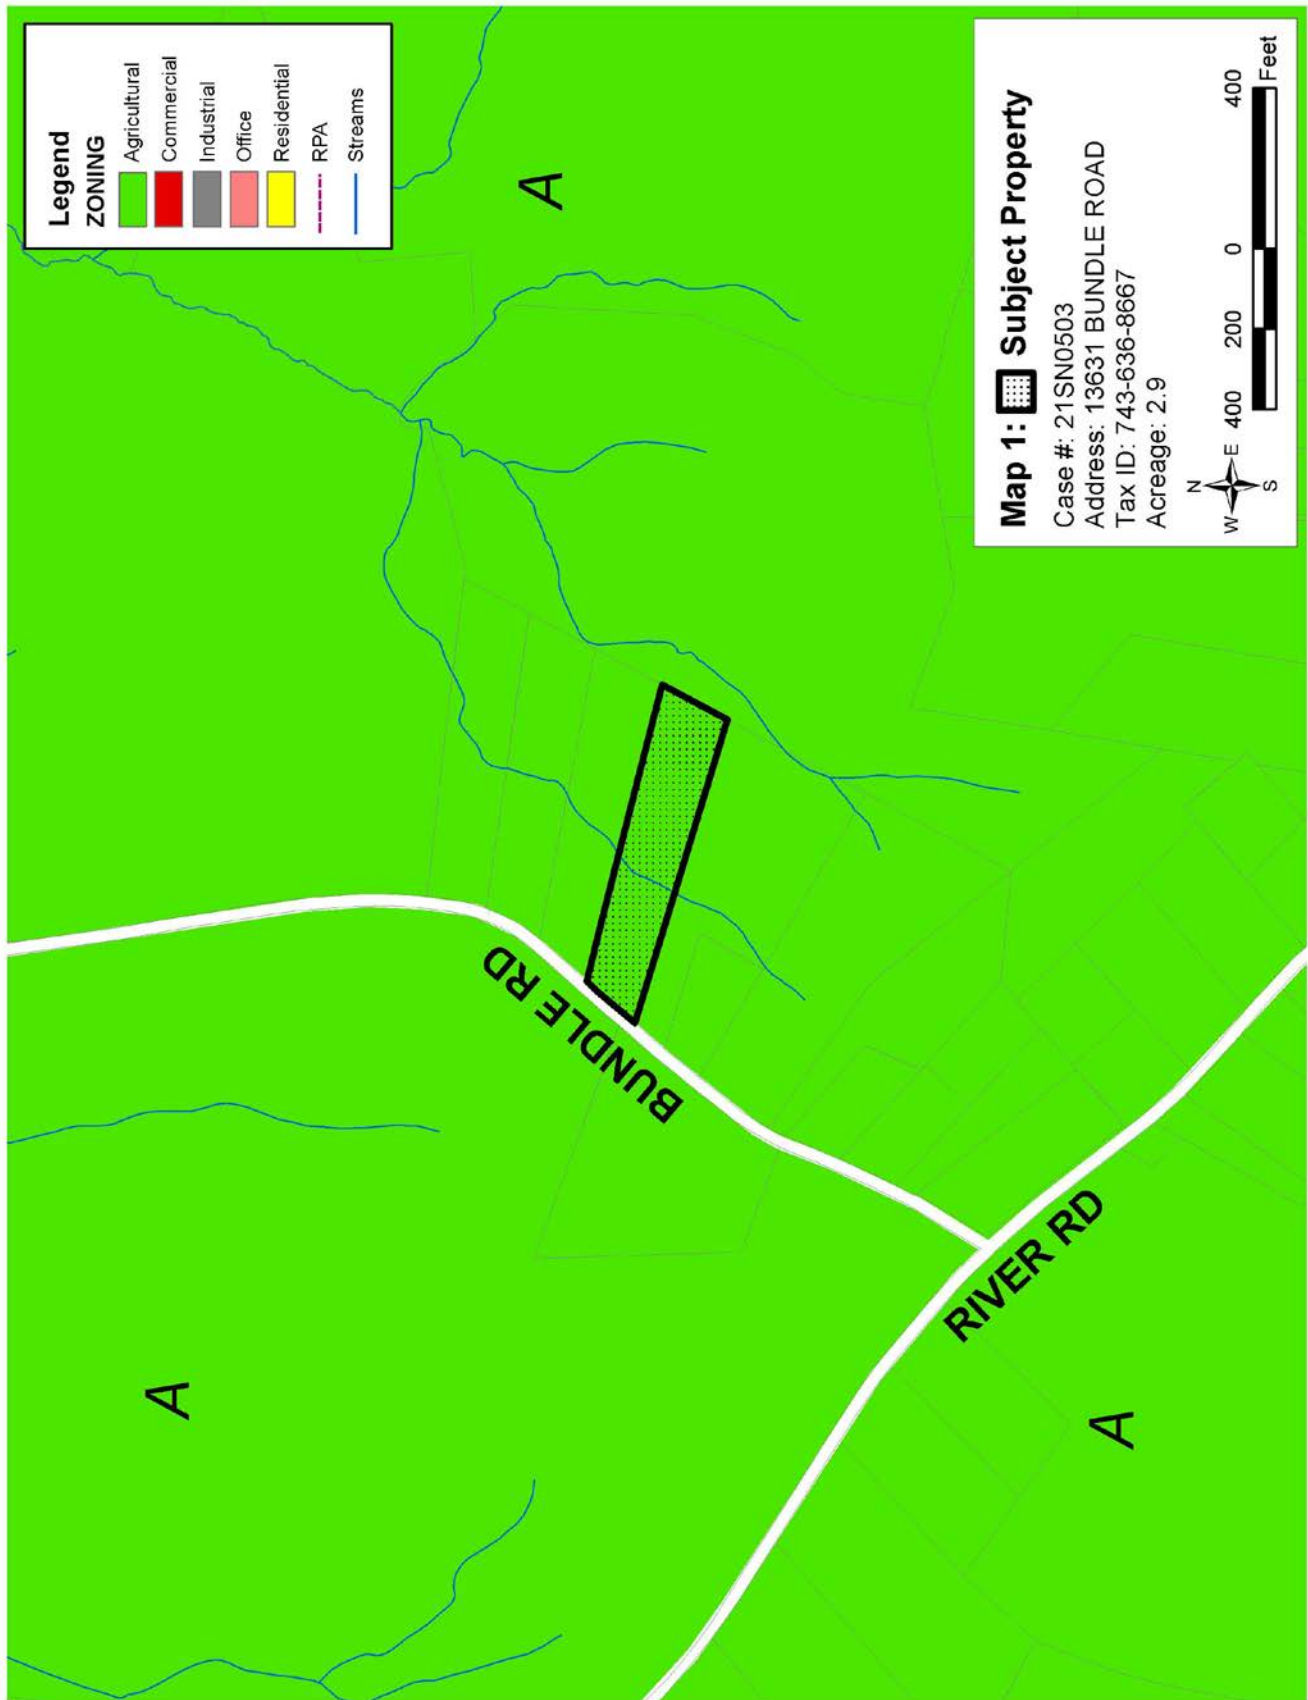 Legend
ZONING
Agricultural
Commercial
Industrial
Office
Residential
RPA
Streams
A
A
A
BUNDLE RD
RIVER RD
Map 1: Subject Property
Case #: 21SN0503
Address: 13631 BUNDLE ROAD
Tax ID: 743-636-8667
Acreage: 2.9
N
W E
S
400 200 0 400
Feet